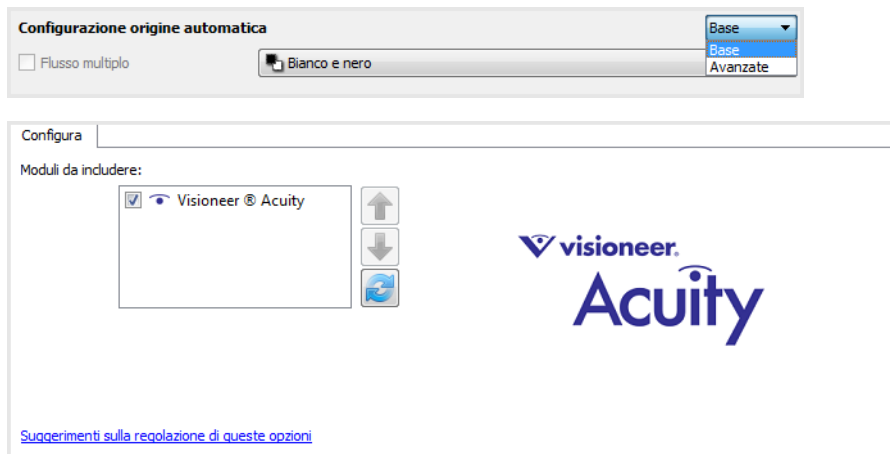 Configurazione origine automatica
Base
Base
Avanzate
Flusso multiplo
Bianco e nero
Configura
Moduli da includere:
Visioneer ® Acuity
visioneer.
Acuity
Suggerimenti sulla regolazione di queste opzioni